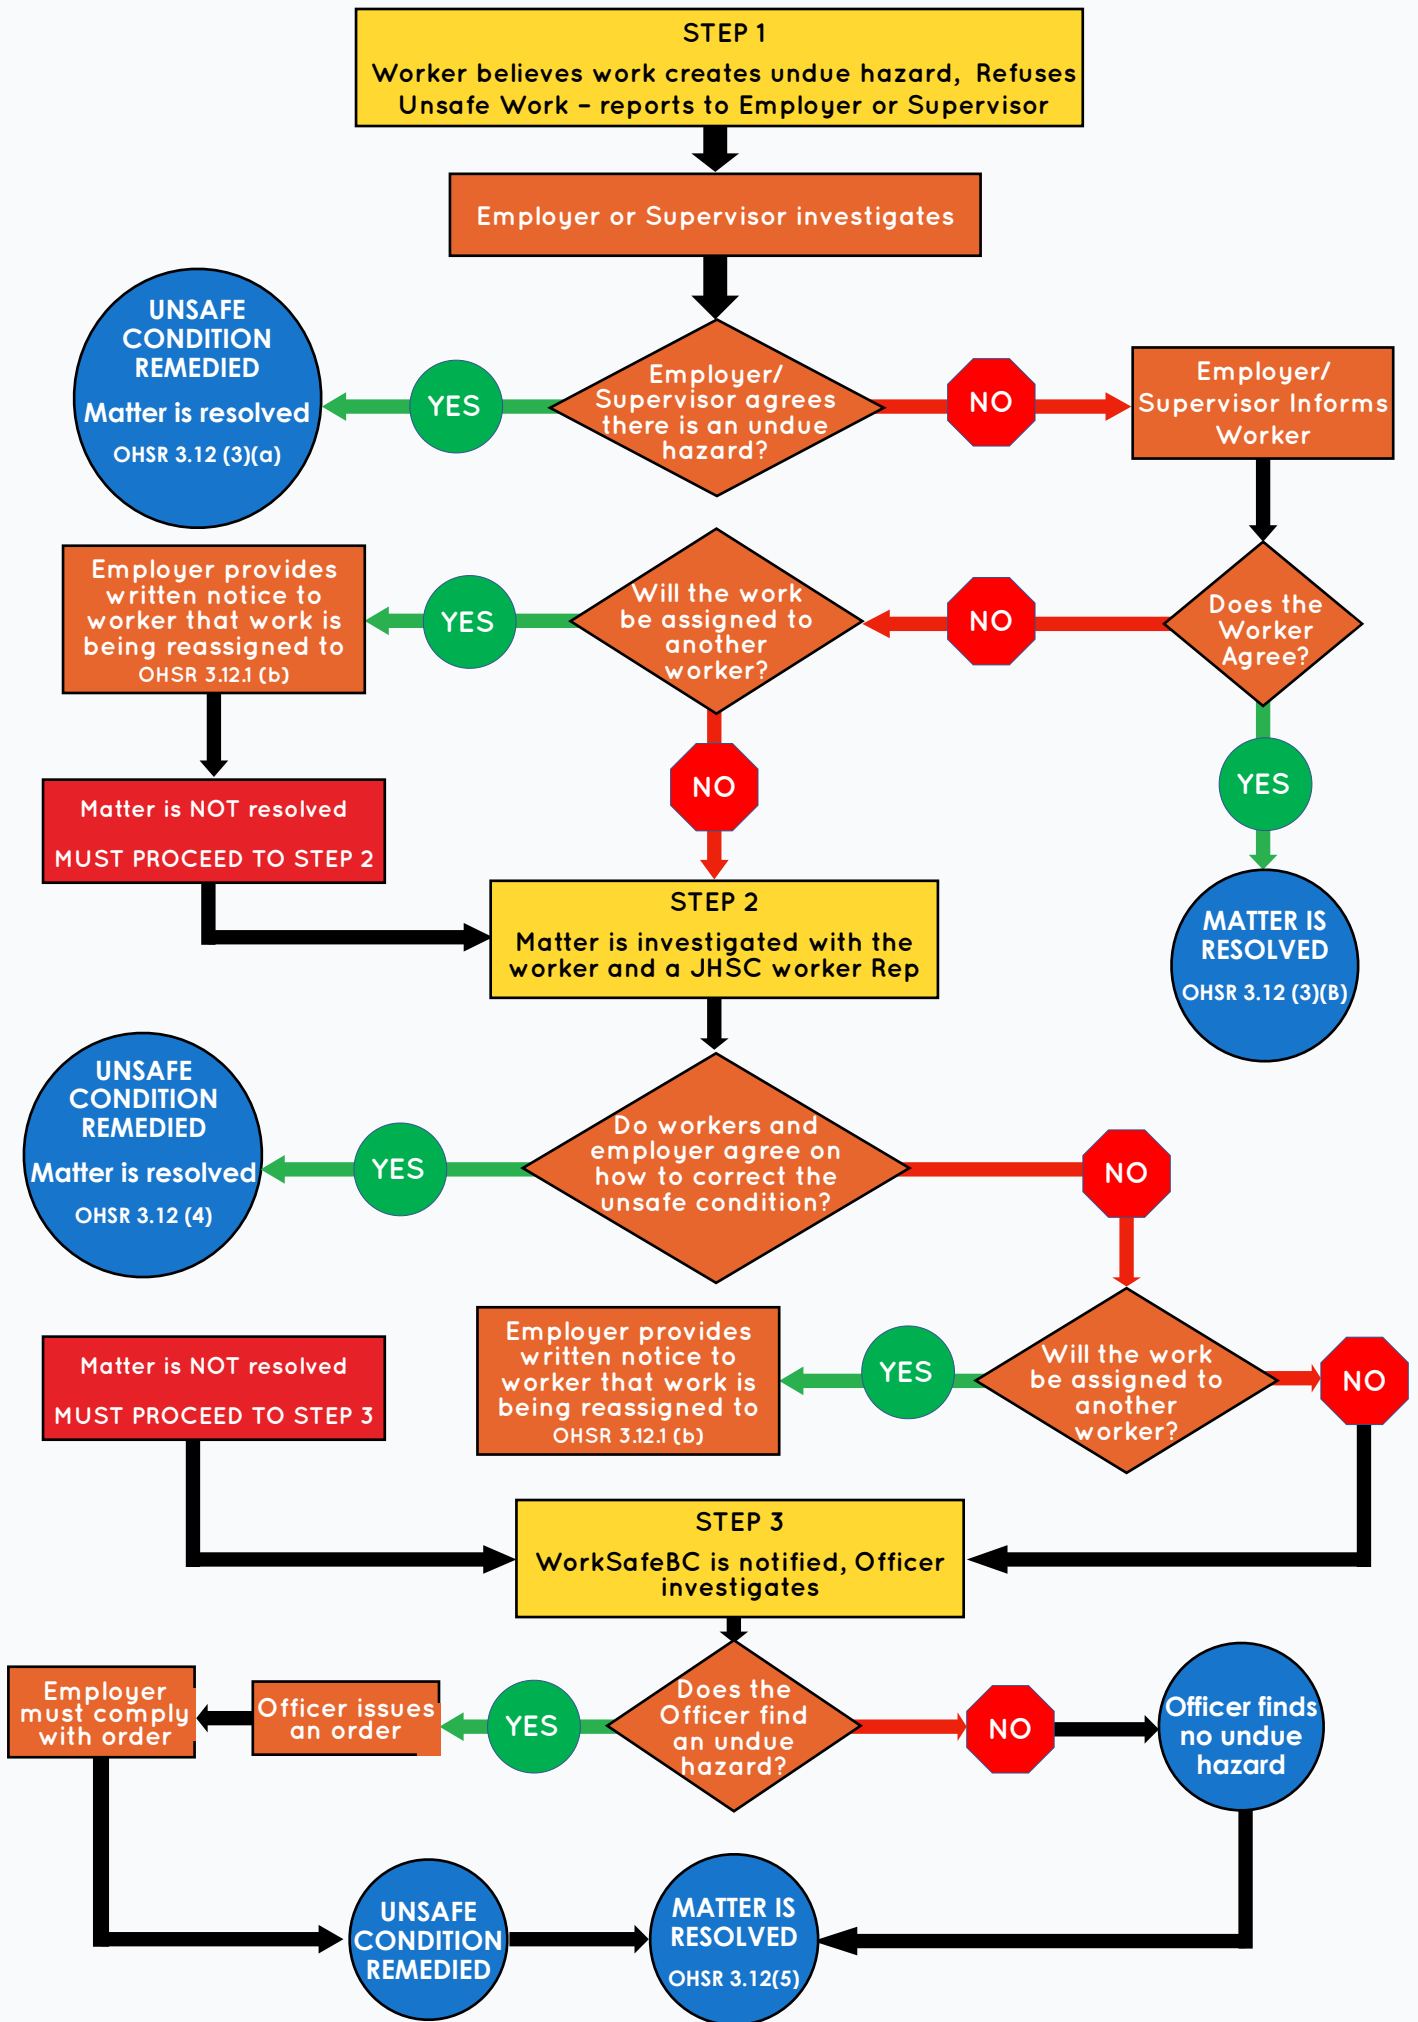 STEP 1
Worker believes work creates undue hazard, Refuses
Unsafe Work – reports to Employer or Supervisor
Employer or Supervisor investigates
UNSAFE
CONDITION
REMEDIED
Matter is resolved
OHSR 3.12 (3)(a)
YES
Employer/
Supervisor agrees
there is an undue
hazard?
NO
Employer/
Supervisor Informs
Worker
Employer provides
written notice to
worker that work is
being reassigned to
OHSR 3.12.1 (b)
YES
Will the work
be assigned to
another
worker?
NO
Does the
Worker
Agree?
Matter is NOT resolved
MUST PROCEED TO STEP 2
NO
YES
STEP 2
Matter is investigated with the
worker and a JHSC worker Rep
MATTER IS
RESOLVED
OHSR 3.12 (3)(B)
UNSAFE
CONDITION
REMEDIED
Matter is resolved
OHSR 3.12 (4)
YES
Do workers and
employer agree on
how to correct the
unsafe condition?
NO
Matter is NOT resolved
MUST PROCEED TO STEP 3
Employer provides
written notice to
worker that work is
being reassigned to
OHSR 3.12.1 (b)
YES
Will the work
be assigned to
another
worker?
NO
STEP 3
WorkSafeBC is notified, Officer
investigates
Employer
must comply
with order
Officer issues
an order
YES
Does the
Officer find
an undue
hazard?
NO
Officer finds
no undue
hazard
UNSAFE
CONDITION
REMEDIED
MATTER IS
RESOLVED
OHSR 3.12(5)